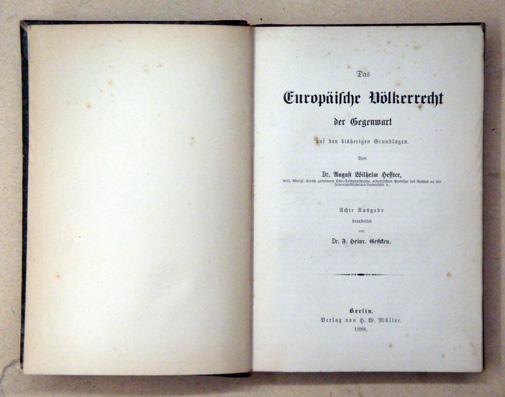 Das
Europäische Völkerrecht
der Gegenwart
auf den bisherigen Grundlagen.
Von
Dr. August Wilhelm Heffter,
Achte Ausgabe
bearbeitet
von
Dr. F. Heinr. Geffcken.
Berlin.
Verlag von H. W. Müller.
1888.